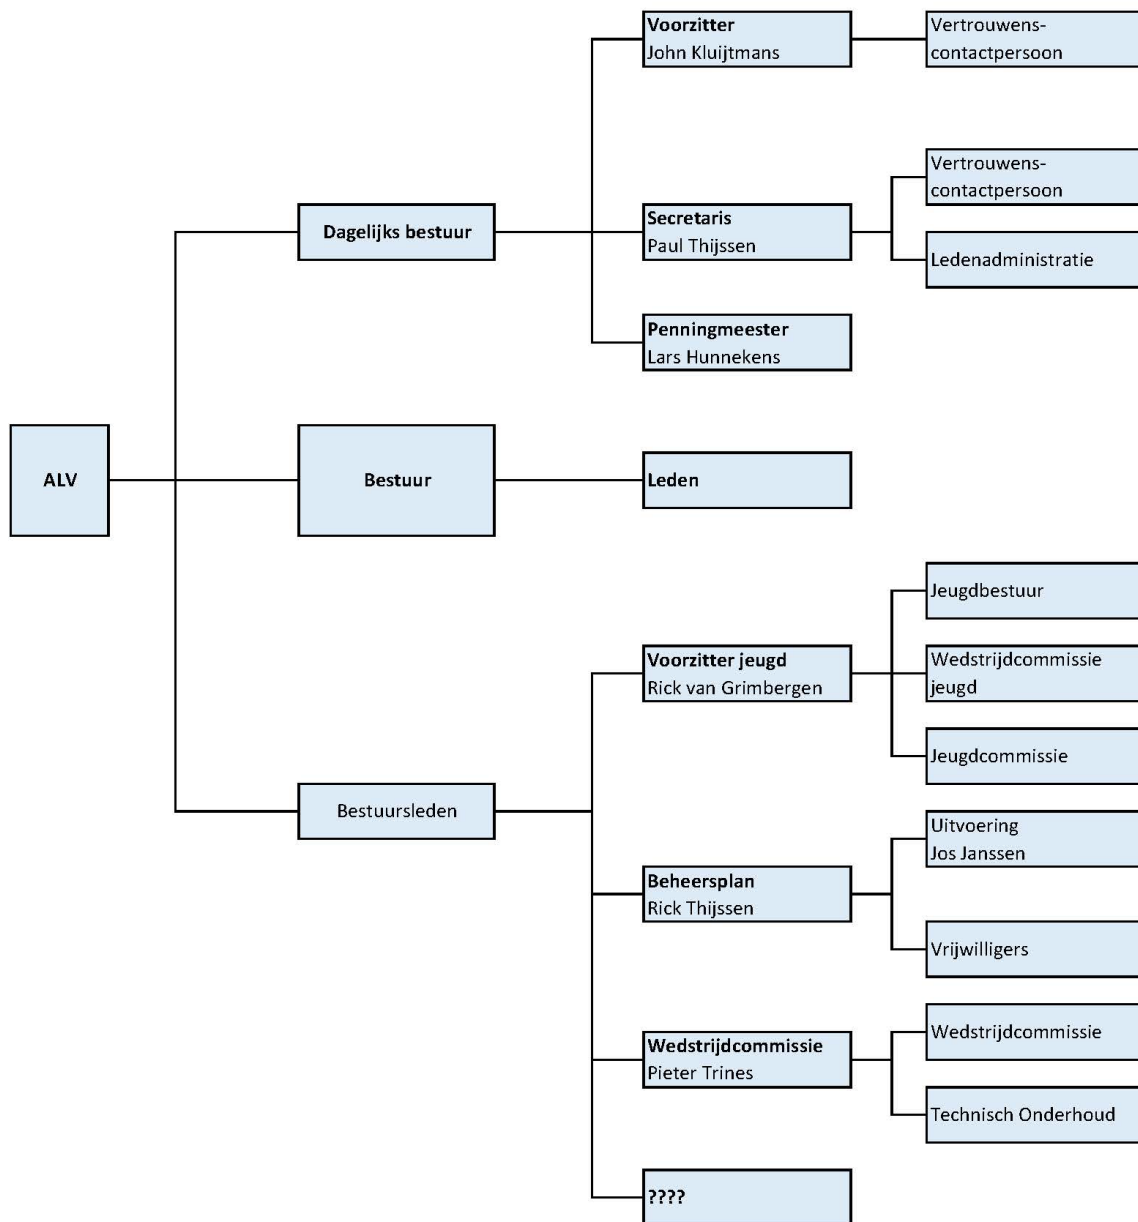 Voorzitter
John Kluijtmans
Vertrouwens-
contactpersoon
Vertrouwens-
contactpersoon
Dagelijks bestuur
Secretaris
Paul Thijssen
Ledenadministratie
Penningmeester
Lars Hunnekens
ALV
Bestuur
Leden
Jeugdbestuur
Voorzitter jeugd
Rick van Grimbergen
Wedstrijdcommissie
jeugd
Jeugdcommissie
Bestuursleden
Uitvoering
Jos Janssen
Beheersplan
Rick Thijssen
Vrijwilligers
Wedstrijdcommissie
Pieter Trines
Wedstrijdcommissie
Technisch Onderhoud
????